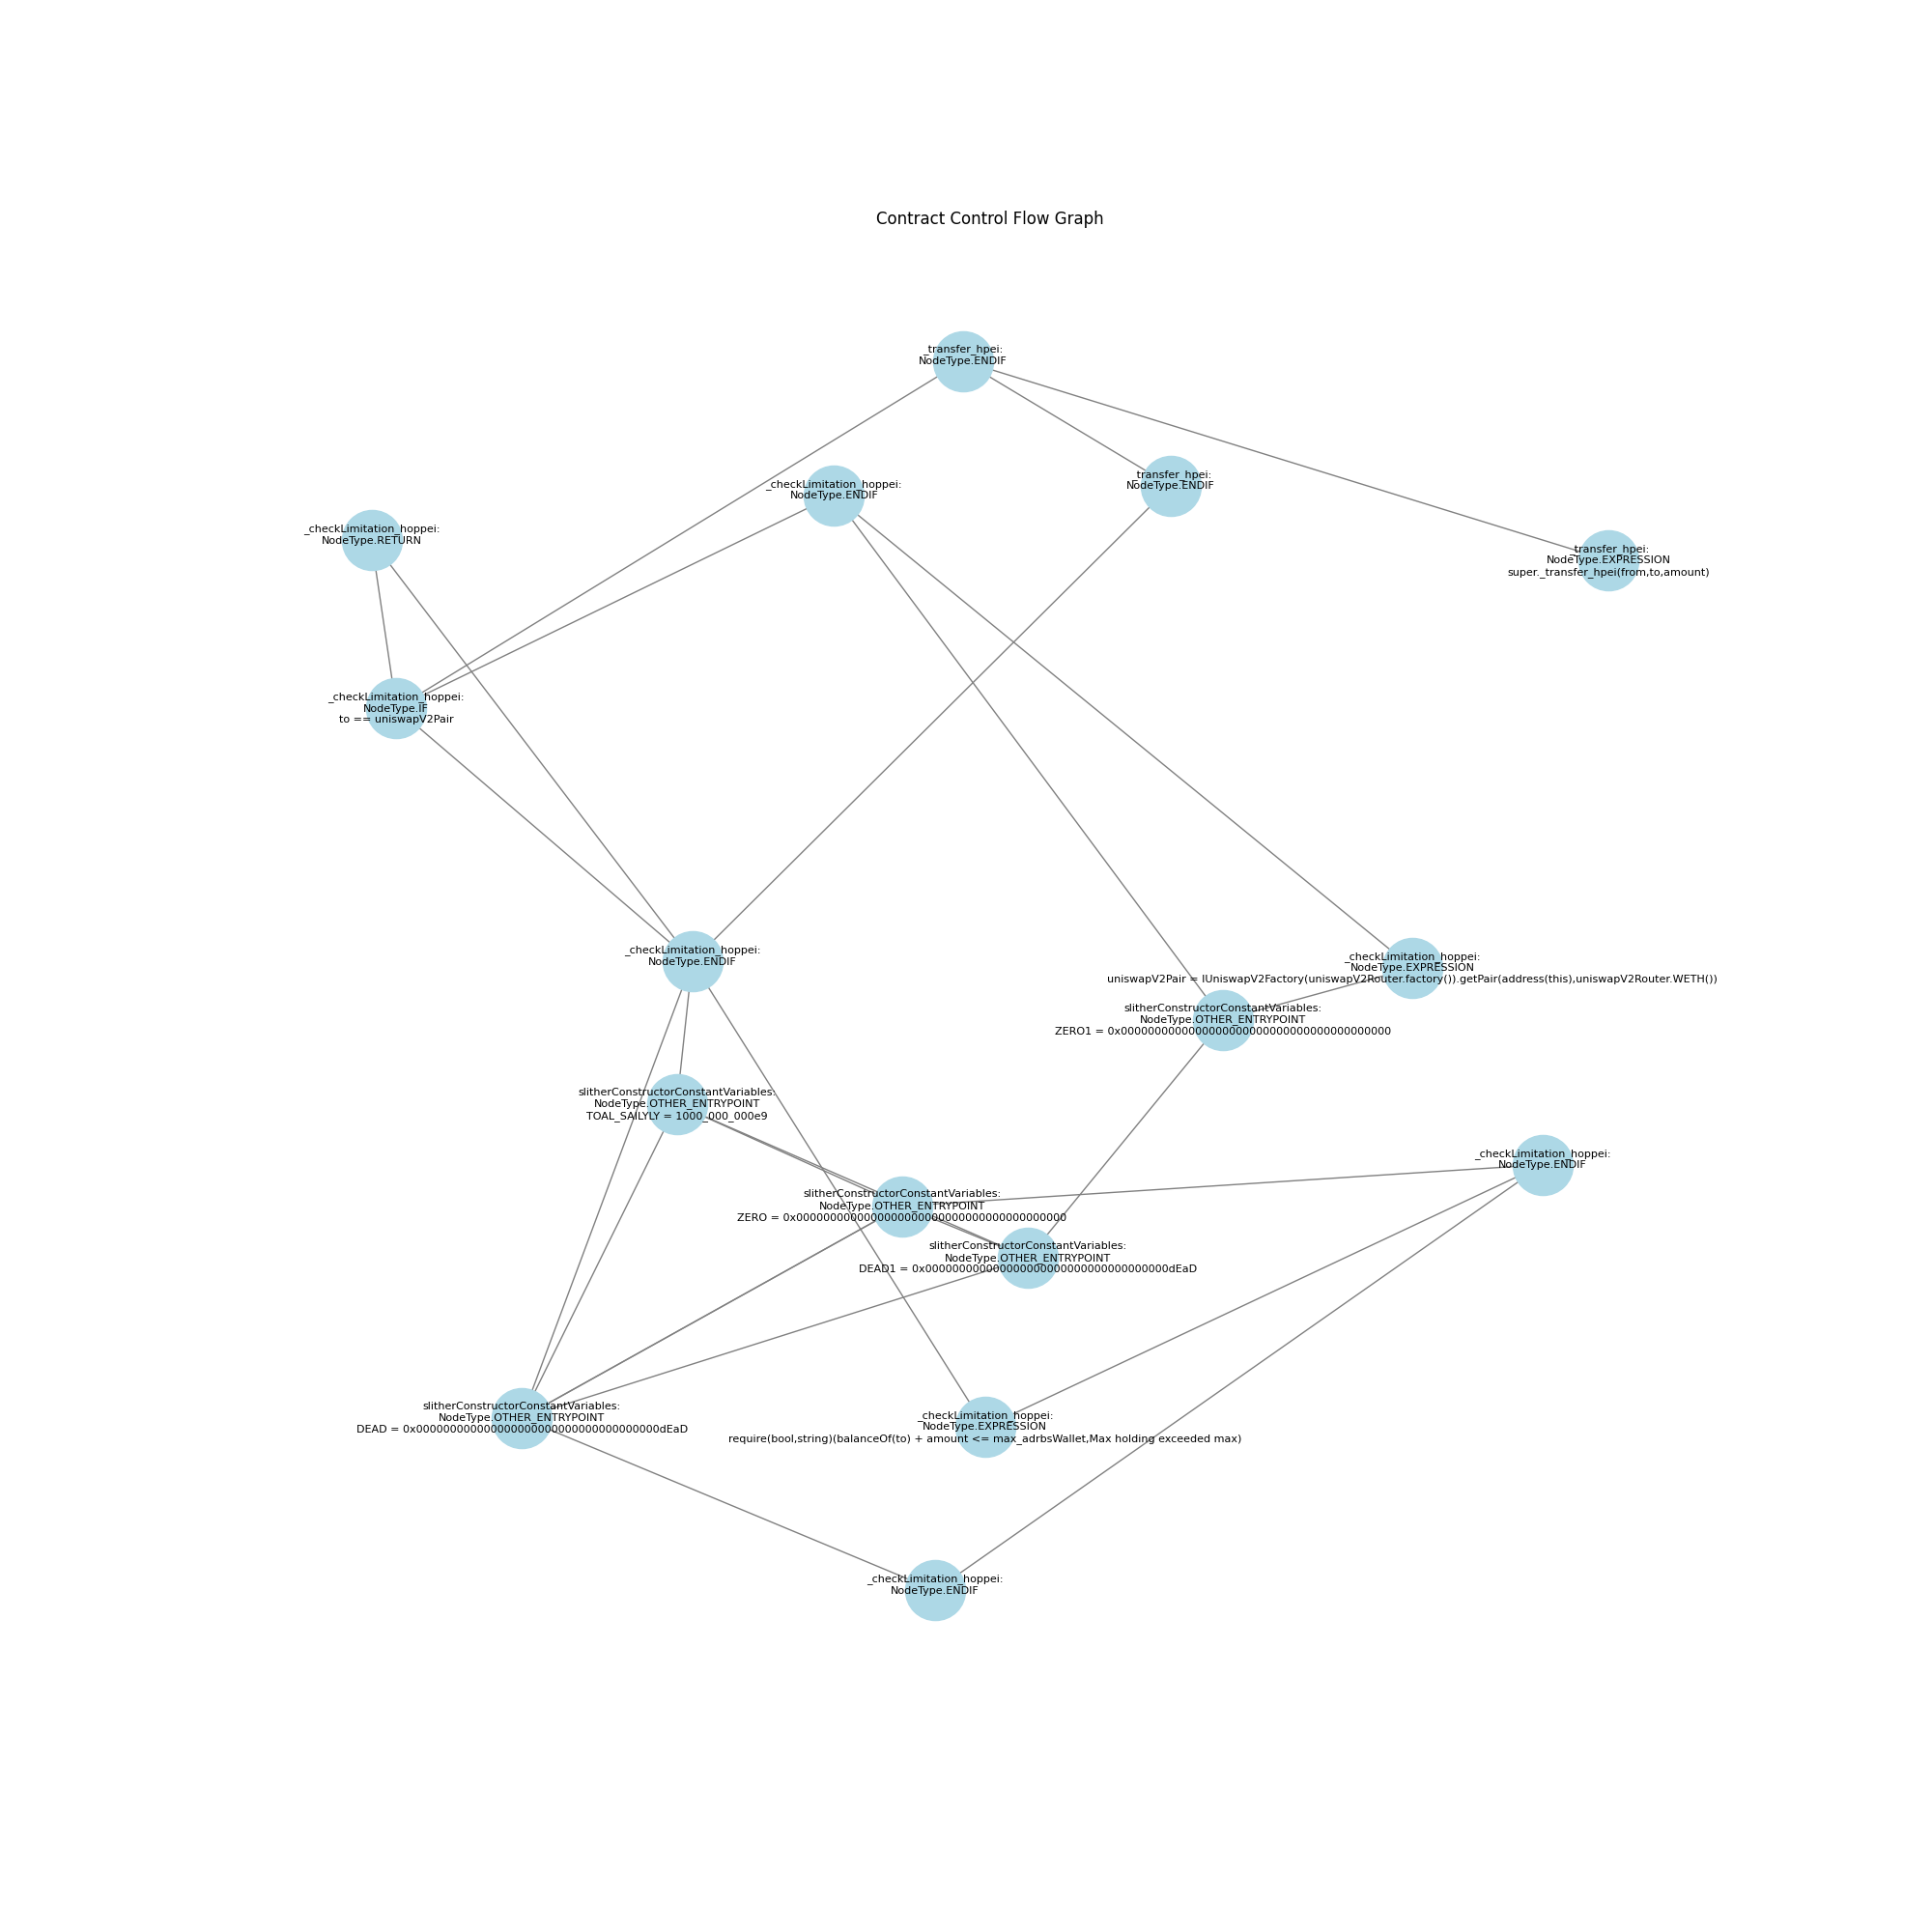 Contract Control Flow Graph
_transfer_hpei:
NodeType.ENDIF
_transfer_hpei:
NodeType.ENDIF
_checkLimitation_hoppei:
NodeType.ENDIF
_checkLimitation_hoppei:
NodeType.RETURN
_transfer_hpei:
NodeType.EXPRESSION
super._transfer_hpei(from,to,amount)
_checkLimitation_hoppei:
NodeType.IF
to == uniswapV2Pair
_checkLimitation_hoppei:
NodeType.ENDIF
_checkLimitation_hoppei:
NodeType.EXPRESSION
uniswapV2Pair = IUniswapV2Factory(uniswapV2Router.factory()).getPair(address(this),uniswapV2Router.WETH())
slitherConstructorConstantVariables:
NodeType.OTHER_ENTRYPOINT
ZERO1 = 0x0000000000000000000000000000000000000000
slitherConstructorConstantVariables:
NodeType.OTHER_ENTRYPOINT
TOAL_SAILYLY = 1000_000_000e9
_checkLimitation_hoppei:
NodeType.ENDIF
slitherConstructorConstantVariables:
NodeType.OTHER_ENTRYPOINT
ZERO = 0x0000000000000000000000000000000000000000
slitherConstructorConstantVariables:
NodeType.OTHER_ENTRYPOINT
DEAD1 = 0x000000000000000000000000000000000000dEaD
slitherConstructorConstantVariables:
NodeType.OTHER_ENTRYPOINT
DEAD = 0x000000000000000000000000000000000000dEaD
_checkLimitation_hoppei:
NodeType.EXPRESSION
require(bool,string)(balanceOf(to) + amount <= max_adrbsWallet,Max holding exceeded max)
_checkLimitation_hoppei:
NodeType.ENDIF